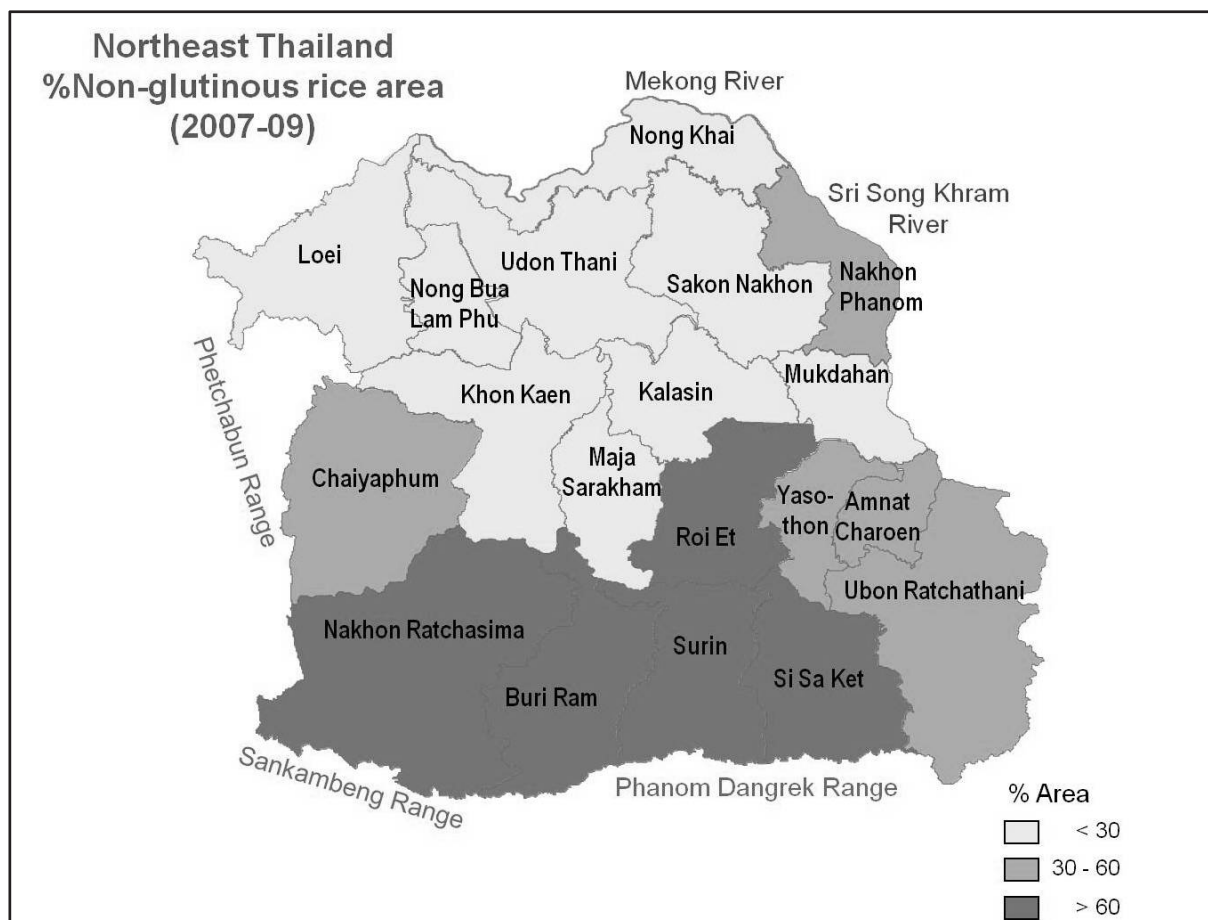 Northeast Thailand
%Non-glutinous rice area
(2007-09)
Mekong River
Nong Khai
Sri Song Khram
River
Loei
Udon Thani
Nong Bua
Lam Phu
Sakon Nakhon
Nakhon
Phanom
Phetchabun Range
Khon Kaen
Kalasin
Mukdahan
Chaiyaphum
Maja
Sarakham
Roi Et
Yaso-
thon
Amnat
Charoen
Ubon Ratchathani
Nakhon Ratchasima
Buri Ram
Surin
Si Sa Ket
Sankambeng Range
Phanom Dangrek Range
% Area
< 30
30 - 60
> 60